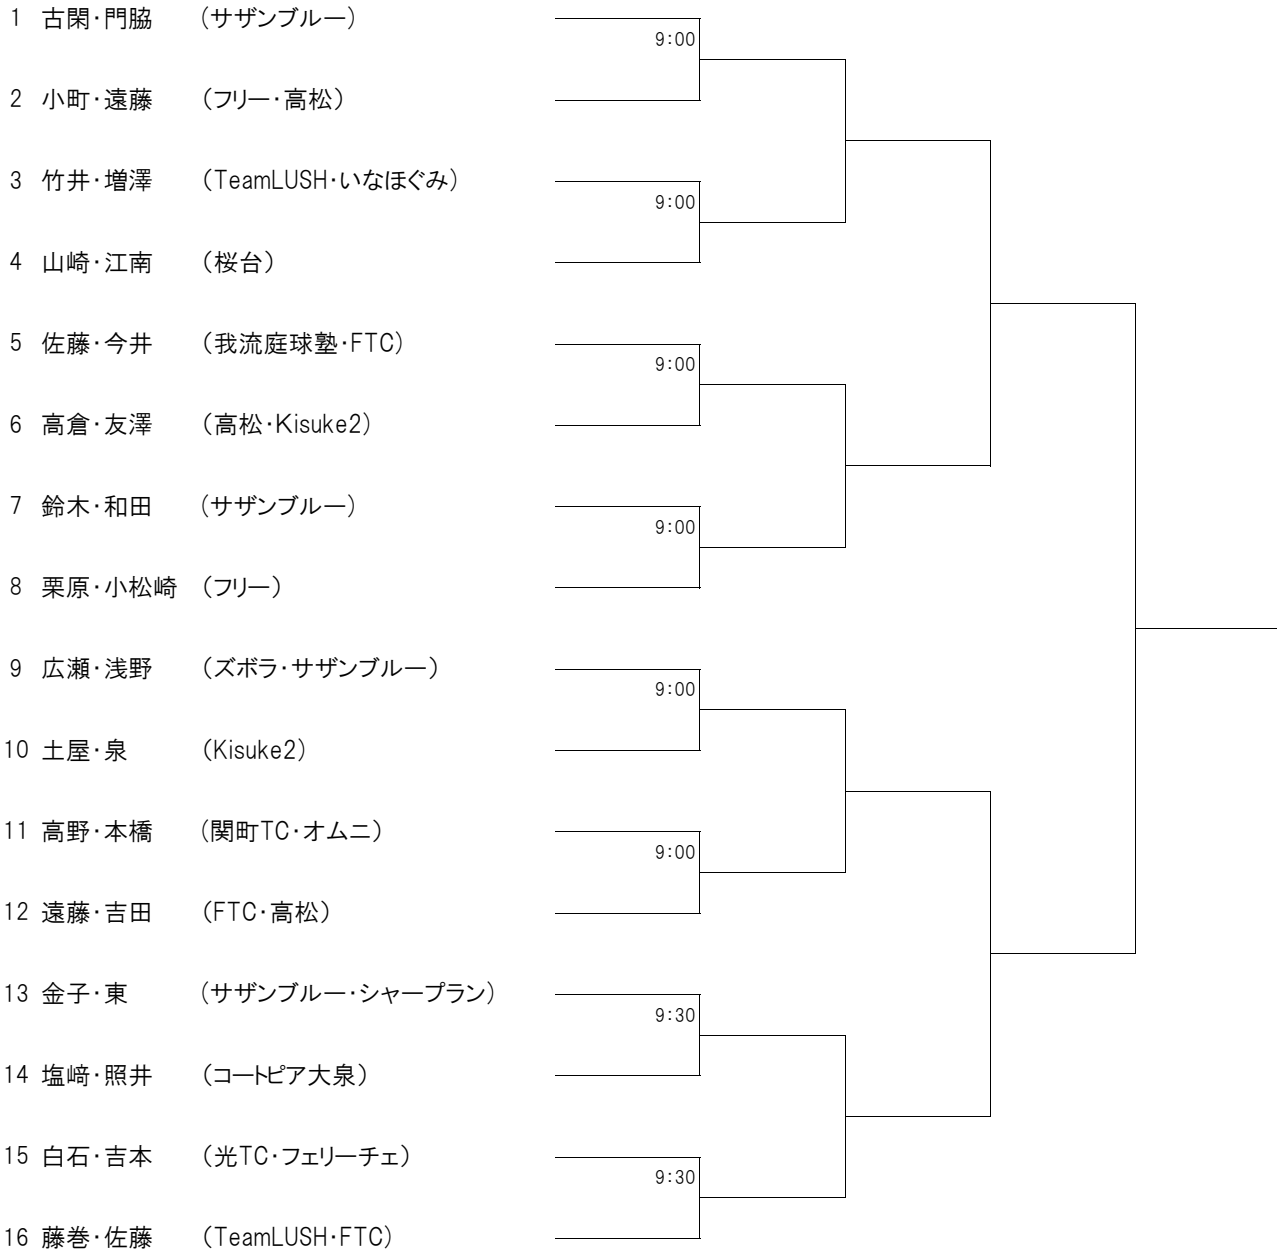 1 古閑・門脇 (サザンブルー)
9:00
2 小町・遠藤 (フリー・高松)
3 竹井・増澤 (TeamLUSH・いなほぐみ)
9:00
4 山崎・江南 (桜台)
5 佐藤・今井 (我流庭球塾・FTC)
9:00
6 高倉・友澤 (高松・Kisuke2)
7 鈴木・和田 (サザンブルー)
9:00
8 栗原・小松崎 (フリー)
9 広瀬・浅野 (ズボラ・サザンブルー)
9:00
10 土屋・泉 (Kisuke2)
11 高野・本橋 (関町TC・オムニ)
9:00
12 遠藤・吉田 (FTC・高松)
13 金子・東 (サザンブルー・シャープラン)
9:30
14 塩﨑・照井 (コートピア大泉)
15 白石・吉本 (光TC・フェリーチェ)
9:30
16 藤巻・佐藤 (TeamLUSH・FTC)